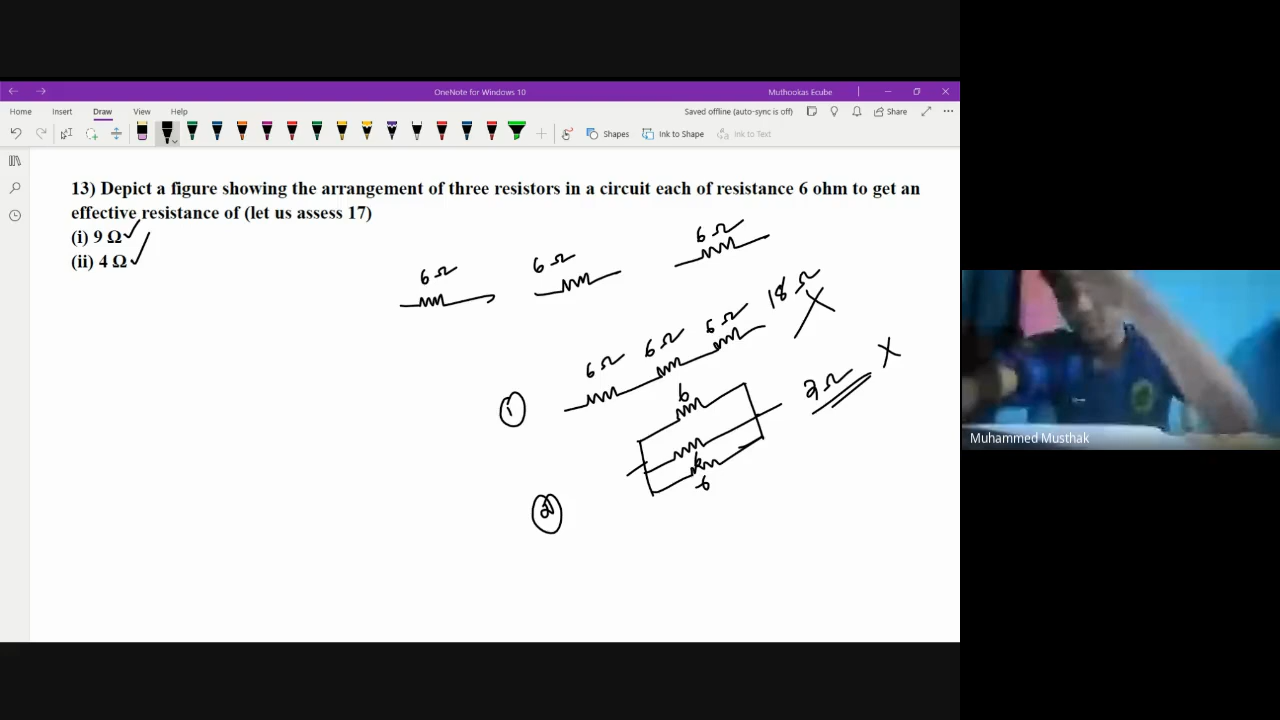 OneNote for Windows 10
Muthookas Ecube
Home Insert Draw View Help
Saved offline (auto-sync is off)
Share
Shapes
Ink to Shape
Ink to Text
13) Depict a figure showing the arrangement of three resistors in a circuit each of resistance 6 ohm to get an
effective resistance of (let us assess 17)
(i) 9 Ω
(ii) 4 Ω
6 Ω 6 Ω 6 Ω
6 Ω 6 Ω 6 Ω 18 Ω X
6
6
2 Ω X
Muhammed Musthak